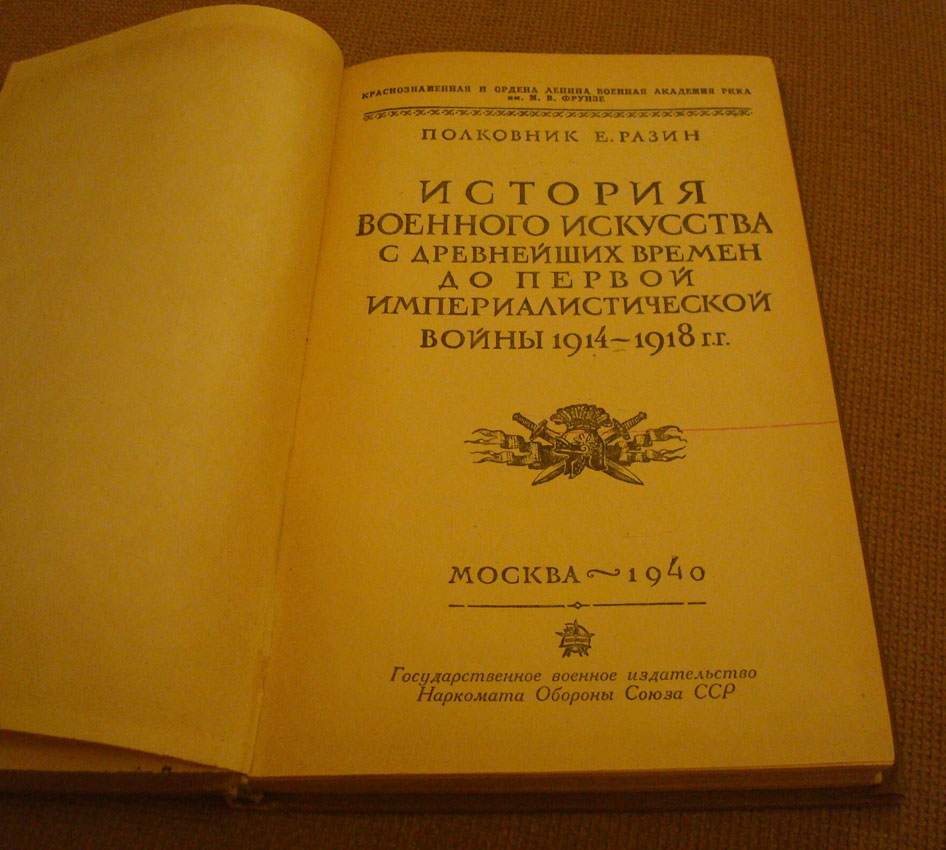 КРАСНОЗНАМЕННАЯ И ОРДЕНА ЛЕНИНА ВОЕННАЯ АКАДЕМИЯ РККА
им. М. В. ФРУНЗЕ
ПОЛКОВНИК Е. РАЗИН
ИСТОРИЯ
ВОЕННОГО ИСКУССТВА
С ДРЕВНЕЙШИХ ВРЕМЕН
ДО ПЕРВОЙ
ИМПЕРИАЛИСТИЧЕСКОЙ
ВОЙНЫ 1914–1918 г.г.
МОСКВА ~ 1940
Государственное военное издательство
Наркомата Обороны Союза ССР